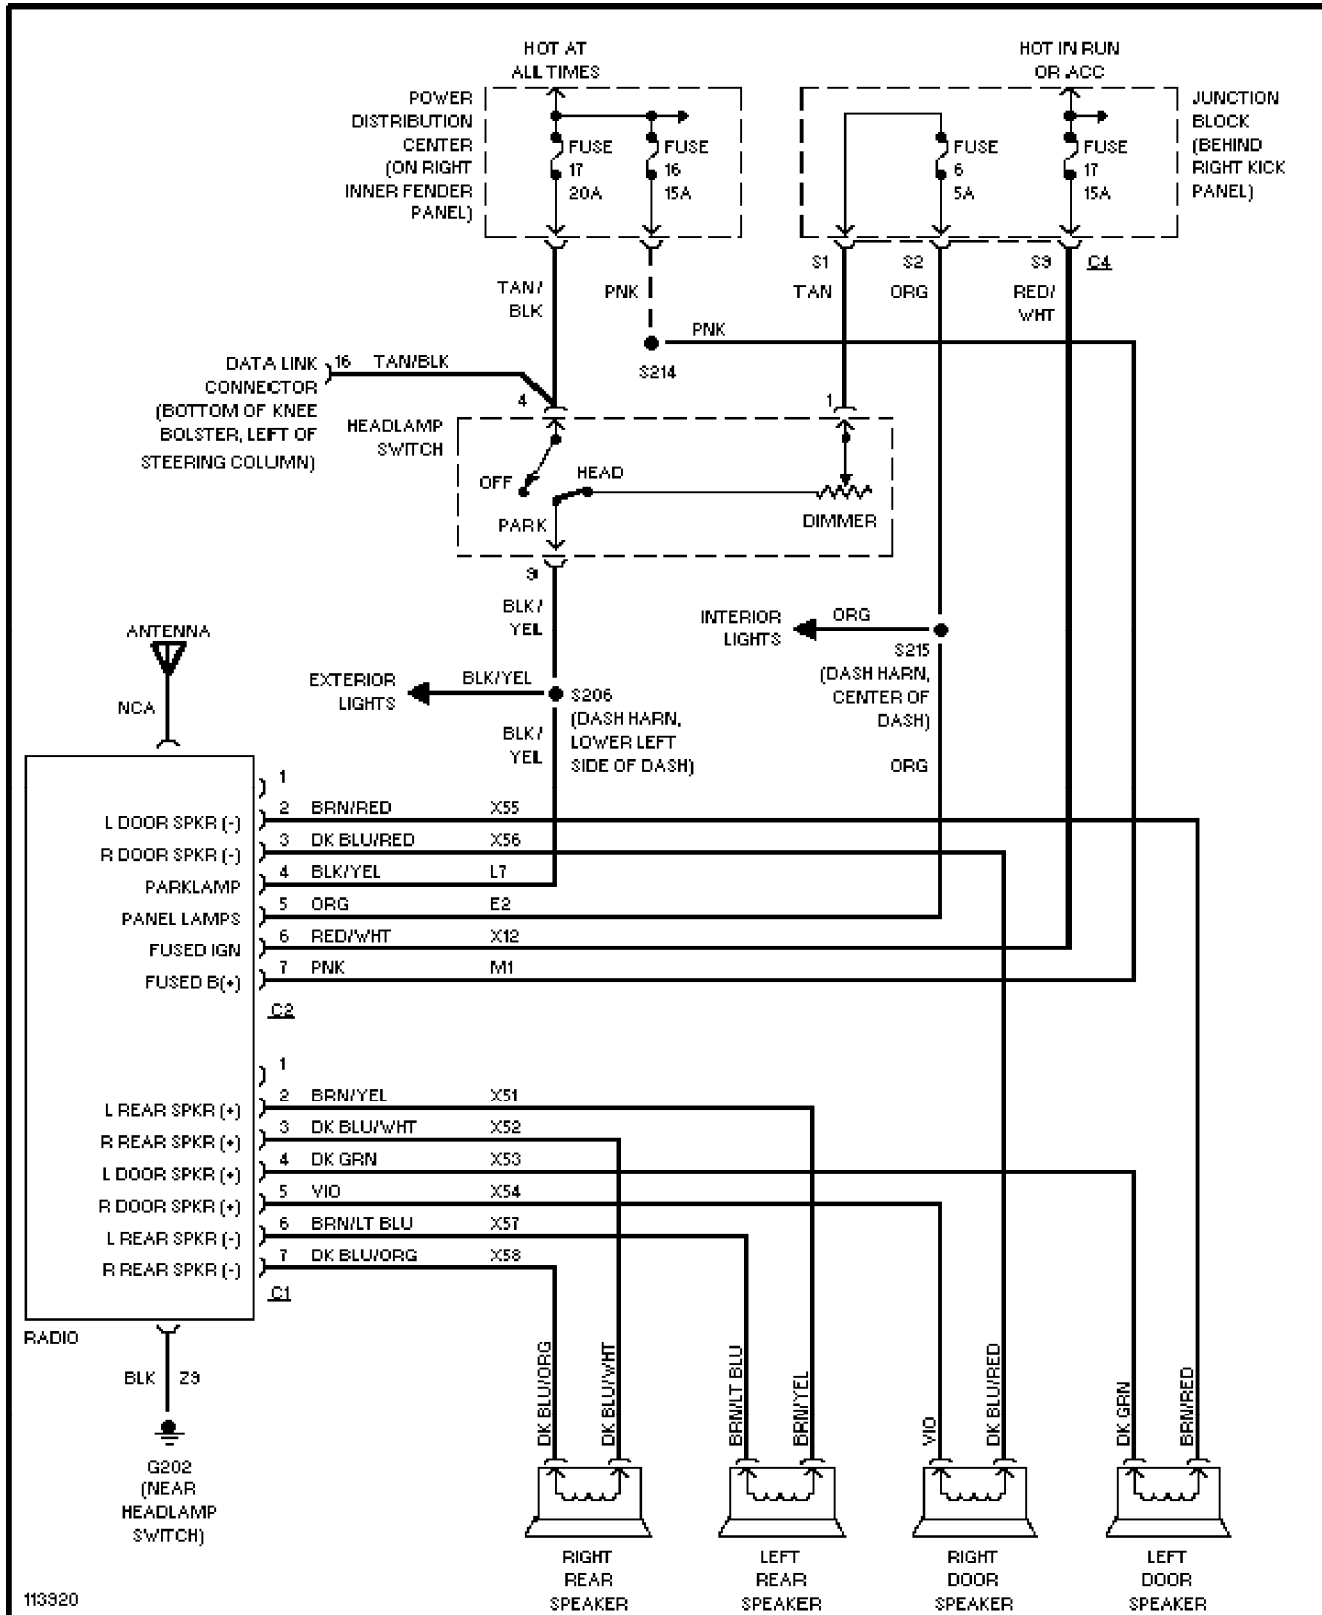 HOT AT
ALL TIMES
HOT IN RUN
OR ACC
POWER
DISTRIBUTION
CENTER
(ON RIGHT
INNER FENDER
PANEL)
FUSE
17
20A
FUSE
16
15A
FUSE
6
5A
FUSE
17
15A
JUNCTION
BLOCK
(BEHIND
RIGHT KICK
PANEL)
S1
S2
S9
C4
TAN/
BLK
PNK
TAN
ORG
RED/
WHT
PNK
S214
DATA LINK
CONNECTOR
(BOTTOM OF KNEE
BOLSTER, LEFT OF
STEERING COLUMN)
16
TAN/BLK
4
1
HEADLAMP
SWITCH
OFF
HEAD
PARK
DIMMER
9
BLK/
YEL
INTERIOR
LIGHTS
ORG
S215
(DASH HARN,
CENTER OF
DASH)
ORG
ANTENNA
NCA
EXTERIOR
LIGHTS
BLK/YEL
S206
(DASH HARN,
LOWER LEFT
SIDE OF DASH)
BLK/
YEL
1
L DOOR SPKR (-) 2 BRN/RED X55
R DOOR SPKR (-) 3 DK BLU/RED X56
PARKLAMP 4 BLK/YEL L7
PANEL LAMPS 5 ORG E2
FUSED IGN 6 RED/WHT X12
FUSED B(+) 7 PNK M1
C2
1
L REAR SPKR (+) 2 BRN/YEL X51
R REAR SPKR (+) 3 DK BLU/WHT X52
L DOOR SPKR (+) 4 DK GRN X53
R DOOR SPKR (+) 5 VIO X54
L REAR SPKR (-) 6 BRN/LT BLU X57
R REAR SPKR (-) 7 DK BLU/ORG X58
C1
RADIO
BLK Z9
G202
(NEAR
HEADLAMP
SWITCH)
DK BLU/ORG
DK BLU/WHT
BRN/LT BLU
BRN/YEL
VIO
DK BLU/RED
DK GRN
BRN/RED
RIGHT
REAR
SPEAKER
LEFT
REAR
SPEAKER
RIGHT
DOOR
SPEAKER
LEFT
DOOR
SPEAKER
113920